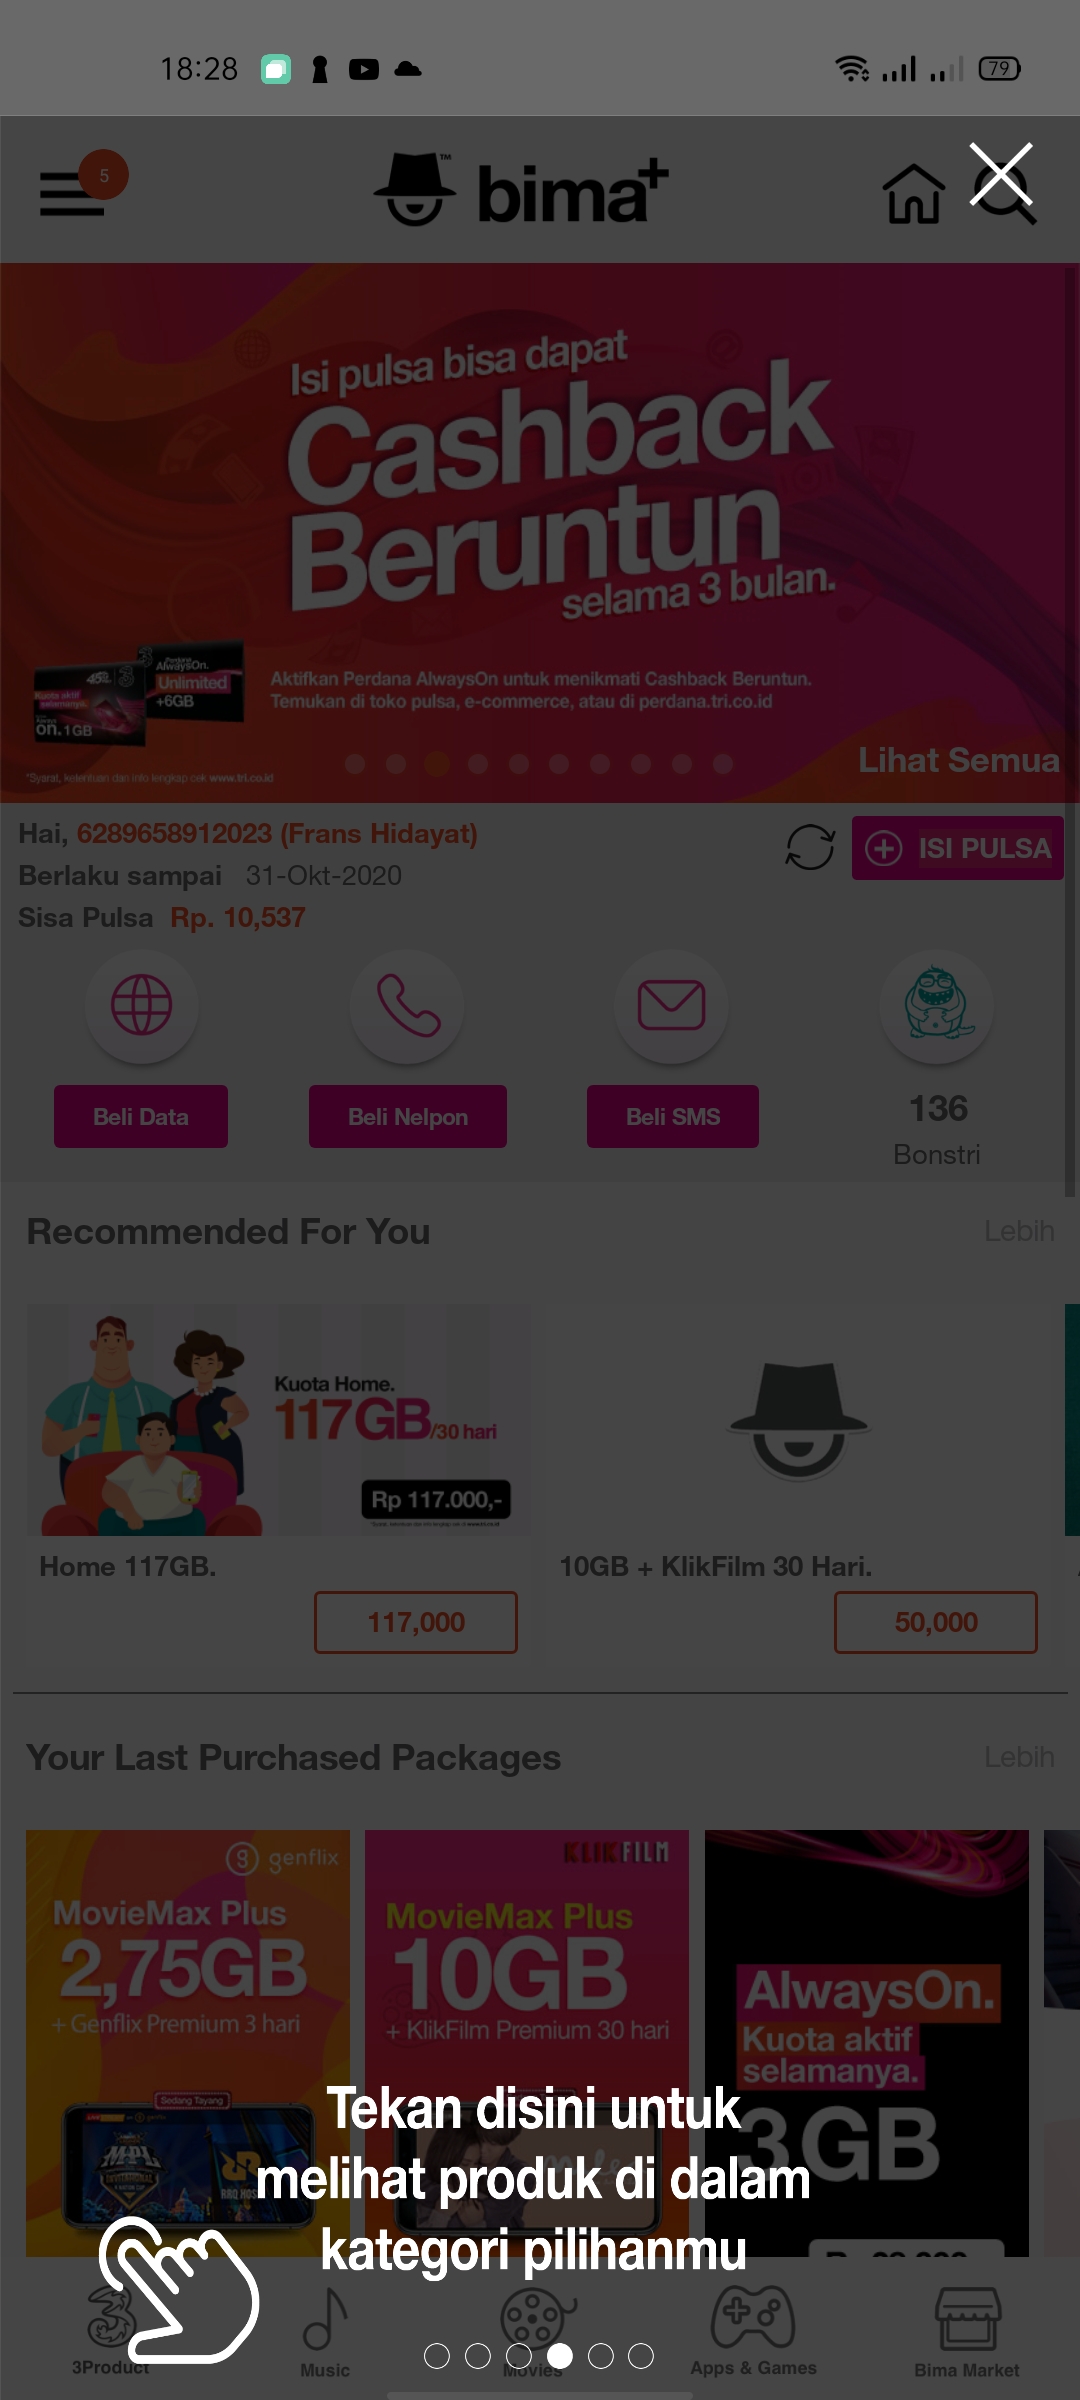 18:28
79
5
bima+
Isi pulsa bisa dapat
Cashback
Beruntun
selama 3 bulan.
Perdana
AlwaysOn.
Unlimited
+6GB
Kuota aktif
selamanya.
on. 1GB
Aktifkan Perdana AlwaysOn untuk menikmati Cashback Beruntun.
Temukan di toko pulsa, e-commerce, atau di perdana.tri.co.id
*Syarat, ketentuan dan info lengkap cek www.tri.co.id
Lihat Semua
Hai, 6289658912023 (Frans Hidayat)
Berlaku sampai 31-Okt-2020
Sisa Pulsa Rp. 10,537
ISI PULSA
Beli Data
Beli Nelpon
Beli SMS
136
Bonstri
Recommended For You
Lebih
Kuota Home.
117GB/30 hari
Rp 117.000,-
Home 117GB.
117,000
10GB + KlikFilm 30 Hari.
50,000
Your Last Purchased Packages
Lebih
genflix
MovieMax Plus
2,75GB
+ Genflix Premium 3 hari
Sedang Tayang
KLIKFILM
MovieMax Plus
10GB
+ KlikFilm Premium 30 hari
AlwaysOn.
Kuota aktif
selamanya.
3GB
Tekan disini untuk
melihat produk di dalam
kategori pilihanmu
3Product
Music
Movies
Apps & Games
Bima Market